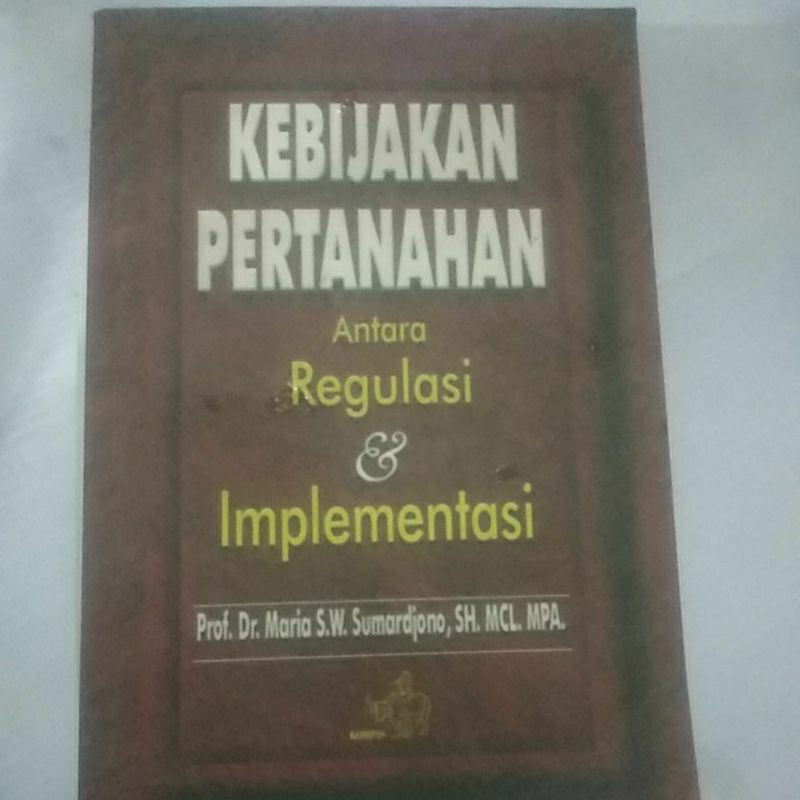 KEBIJAKAN
PERTANAHAN
Antara
Regulasi
&
Implementasi
Prof. Dr. Maria S.W. Sumardjono, SH. MCL. MPA.